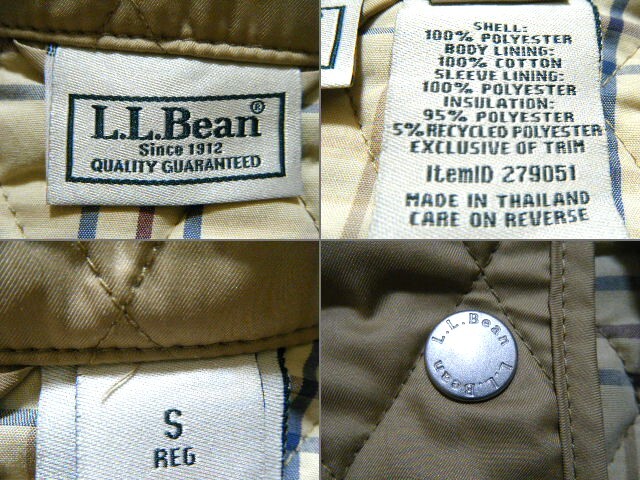 L.L.Bean®
Since 1912
QUALITY GUARANTEED
SHELL:
100% POLYESTER
BODY LINING:
100% COTTON
SLEEVE LINING:
100% POLYESTER
INSULATION:
95% POLYESTER
5% RECYCLED POLYESTER
EXCLUSIVE OF TRIM
ItemID 279051
MADE IN THAILAND
CARE ON REVERSE
S
REG
L.L.Bean
L.L.Bean